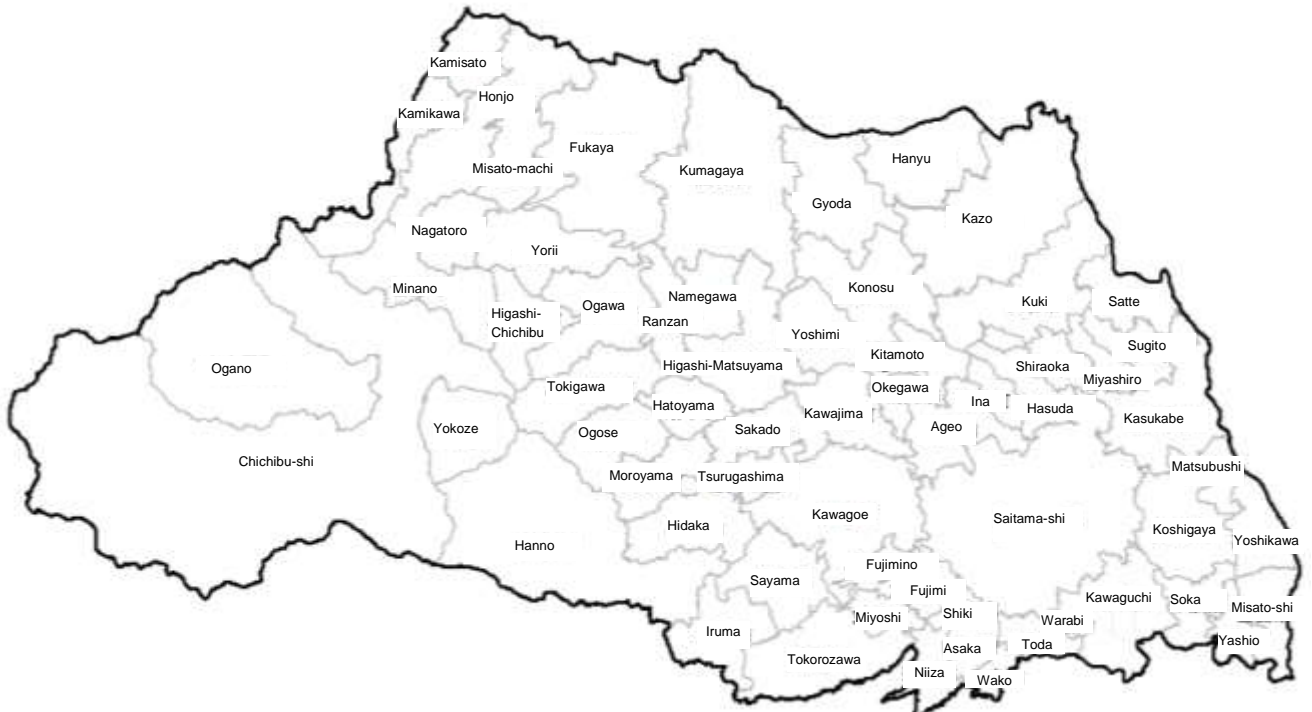 Kamisato
Honjo
Kamikawa
Fukaya
Misato-machi
Kumagaya
Hanyu
Gyoda
Kazo
Nagatoro
Yorii
Minano
Konosu
Higashi-
Chichibu
Ogawa
Namegawa
Ranzan
Kuki
Satte
Yoshimi
Sugito
Kitamoto
Ogano
Higashi-Matsuyama
Shiraoka
Miyashiro
Tokigawa
Okegawa
Hatoyama
Ina
Hasuda
Kawajima
Kasukabe
Yokoze
Ogose
Sakado
Ageo
Chichibu-shi
Matsubushi
Moroyama
Tsurugashima
Kawagoe
Saitama-shi
Hidaka
Koshigaya
Yoshikawa
Hanno
Fujimino
Sayama
Fujimi
Kawaguchi
Soka
Misato-shi
Miyoshi
Shiki
Warabi
Iruma
Yashio
Toda
Asaka
Tokorozawa
Niiza
Wako